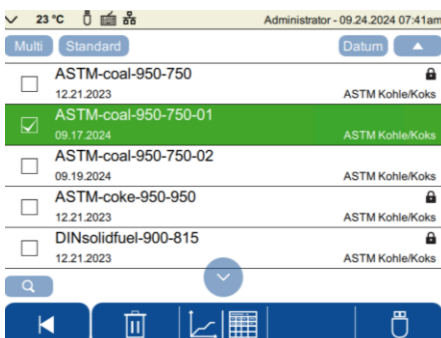 23 °C Administrator - 09.24.2024 07:41am
Multi Standard Datum
ASTM-coal-950-750
12.21.2023 ASTM Kohle/Koks
ASTM-coal-950-750-01
09.17.2024 ASTM Kohle/Koks
ASTM-coal-950-750-02
09.19.2024 ASTM Kohle/Koks
ASTM-coke-950-950
12.21.2023 ASTM Kohle/Koks
DINsolidfuel-900-815
12.21.2023 ASTM Kohle/Koks